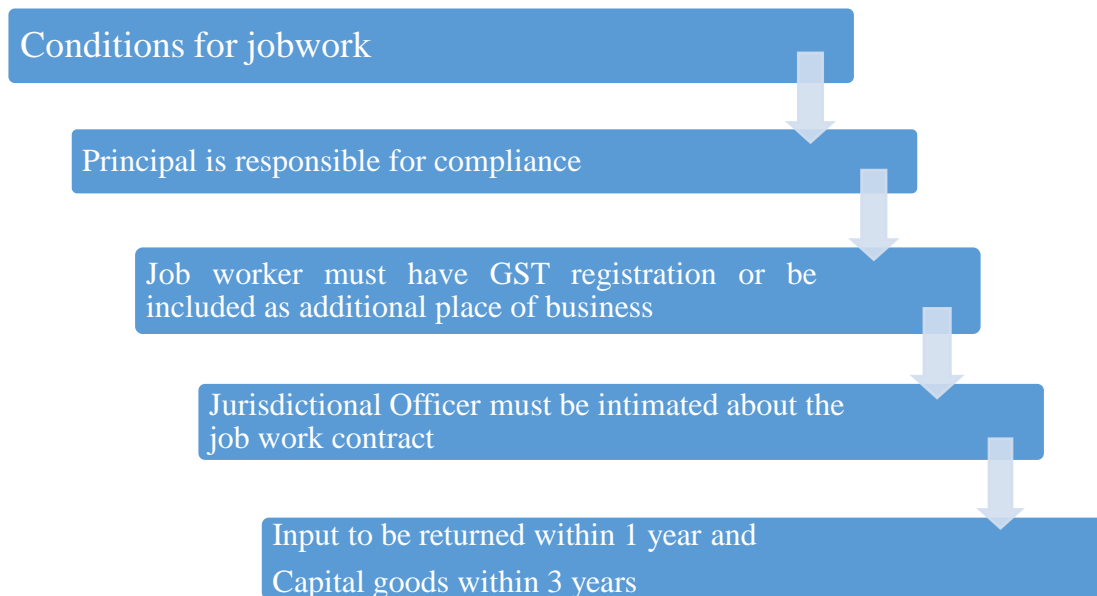 Conditions for jobwork
Principal is responsible for compliance
Job worker must have GST registration or be
included as additional place of business
Jurisdictional Officer must be intimated about the
job work contract
Input to be returned within 1 year and
Capital goods within 3 years